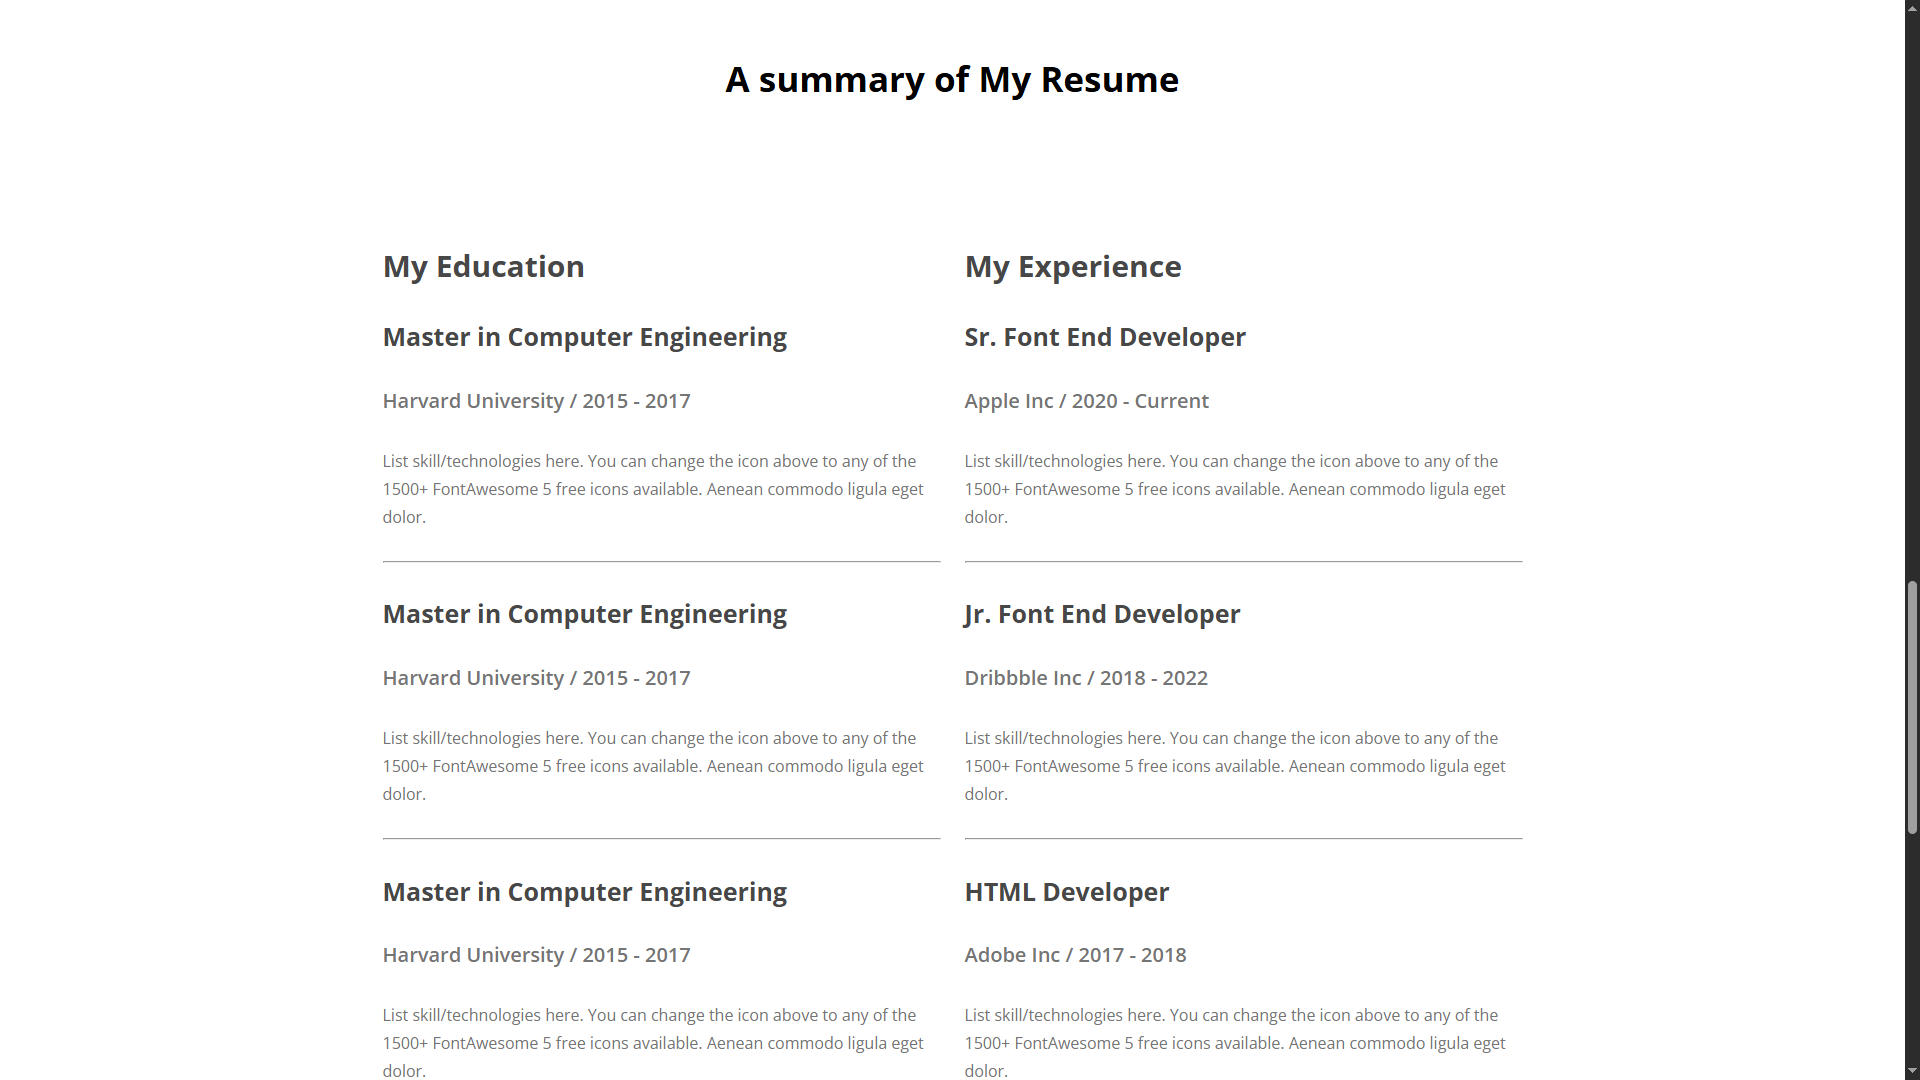 A summary of My Resume
My Education
Master in Computer Engineering
Harvard University / 2015 - 2017
List skill/technologies here. You can change the icon above to any of the
1500+ FontAwesome 5 free icons available. Aenean commodo ligula eget
dolor.
Master in Computer Engineering
Harvard University / 2015 - 2017
List skill/technologies here. You can change the icon above to any of the
1500+ FontAwesome 5 free icons available. Aenean commodo ligula eget
dolor.
Master in Computer Engineering
Harvard University / 2015 - 2017
List skill/technologies here. You can change the icon above to any of the
1500+ FontAwesome 5 free icons available. Aenean commodo ligula eget
dolor.
My Experience
Sr. Font End Developer
Apple Inc / 2020 - Current
List skill/technologies here. You can change the icon above to any of the
1500+ FontAwesome 5 free icons available. Aenean commodo ligula eget
dolor.
Jr. Font End Developer
Dribbble Inc / 2018 - 2022
List skill/technologies here. You can change the icon above to any of the
1500+ FontAwesome 5 free icons available. Aenean commodo ligula eget
dolor.
HTML Developer
Adobe Inc / 2017 - 2018
List skill/technologies here. You can change the icon above to any of the
1500+ FontAwesome 5 free icons available. Aenean commodo ligula eget
dolor.